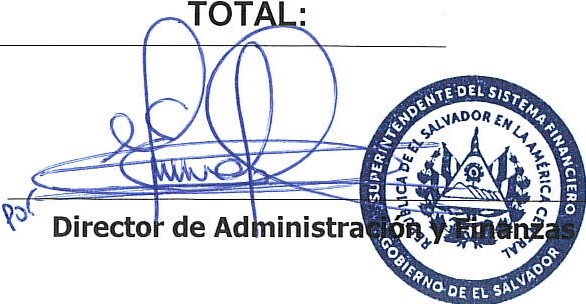 TOTAL:
Por
Director de Administración y Finanzas
SUPERINTENDENTE DEL SISTEMA FINANCIERO
REPUBLICA DE EL SALVADOR EN LA AMÉRICA CENTRAL
GOBIERNO DE EL SALVADOR